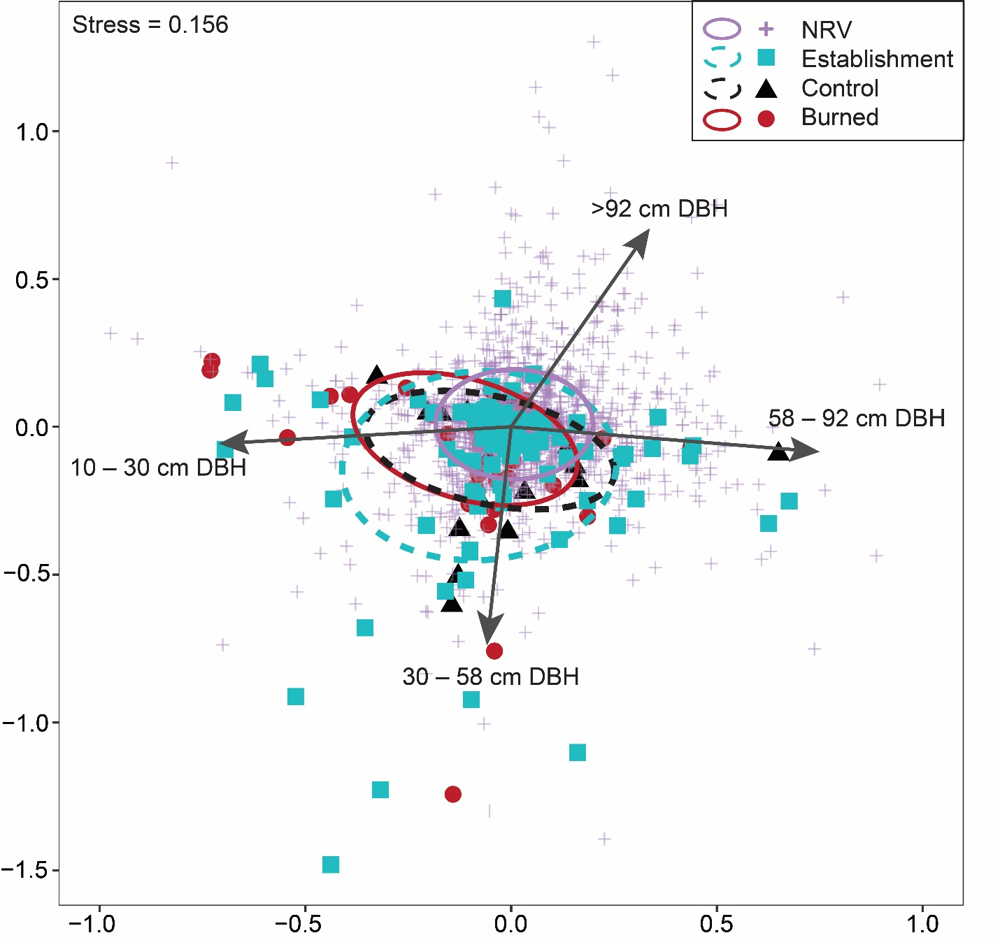 Stress = 0.156
NRV
Establishment
Control
Burned
1.0
>92 cm DBH
0.5
58 – 92 cm DBH
0.0
10 – 30 cm DBH
−0.5
30 – 58 cm DBH
−1.0
−1.5
−1.0 −0.5 0.0 0.5 1.0